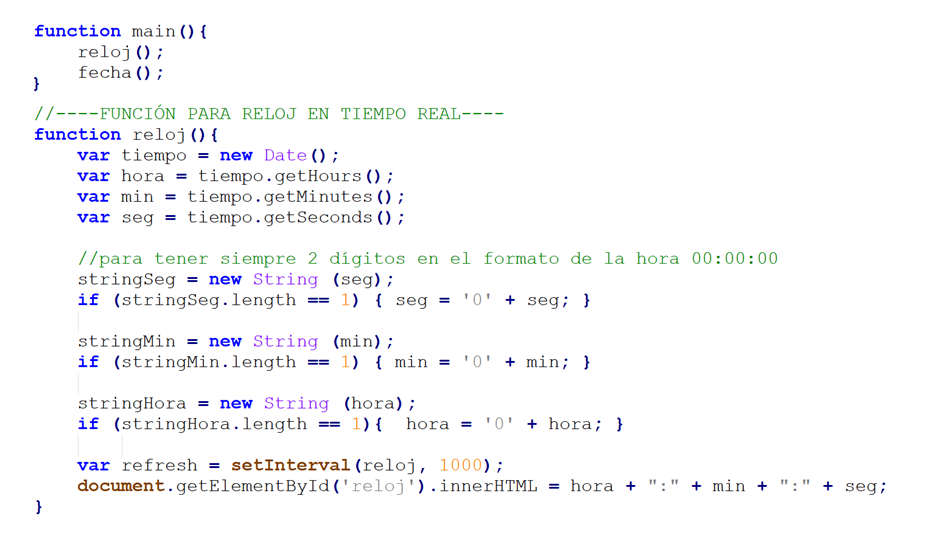 function main(){
    reloj();
    fecha();
}
//----FUNCIÓN PARA RELOJ EN TIEMPO REAL----
function reloj(){
    var tiempo = new Date();
    var hora = tiempo.getHours();
    var min = tiempo.getMinutes();
    var seg = tiempo.getSeconds();
    //para tener siempre 2 dígitos en el formato de la hora 00:00:00
    stringSeg = new String (seg);
    if (stringSeg.length == 1) { seg = '0' + seg; }
    stringMin = new String (min);
    if (stringMin.length == 1) { min = '0' + min; }
    stringHora = new String (hora);
    if (stringHora.length == 1){  hora = '0' + hora; }
    var refresh = setInterval(reloj, 1000);
    document.getElementById('reloj').innerHTML = hora + ":" + min + ":" + seg;
}